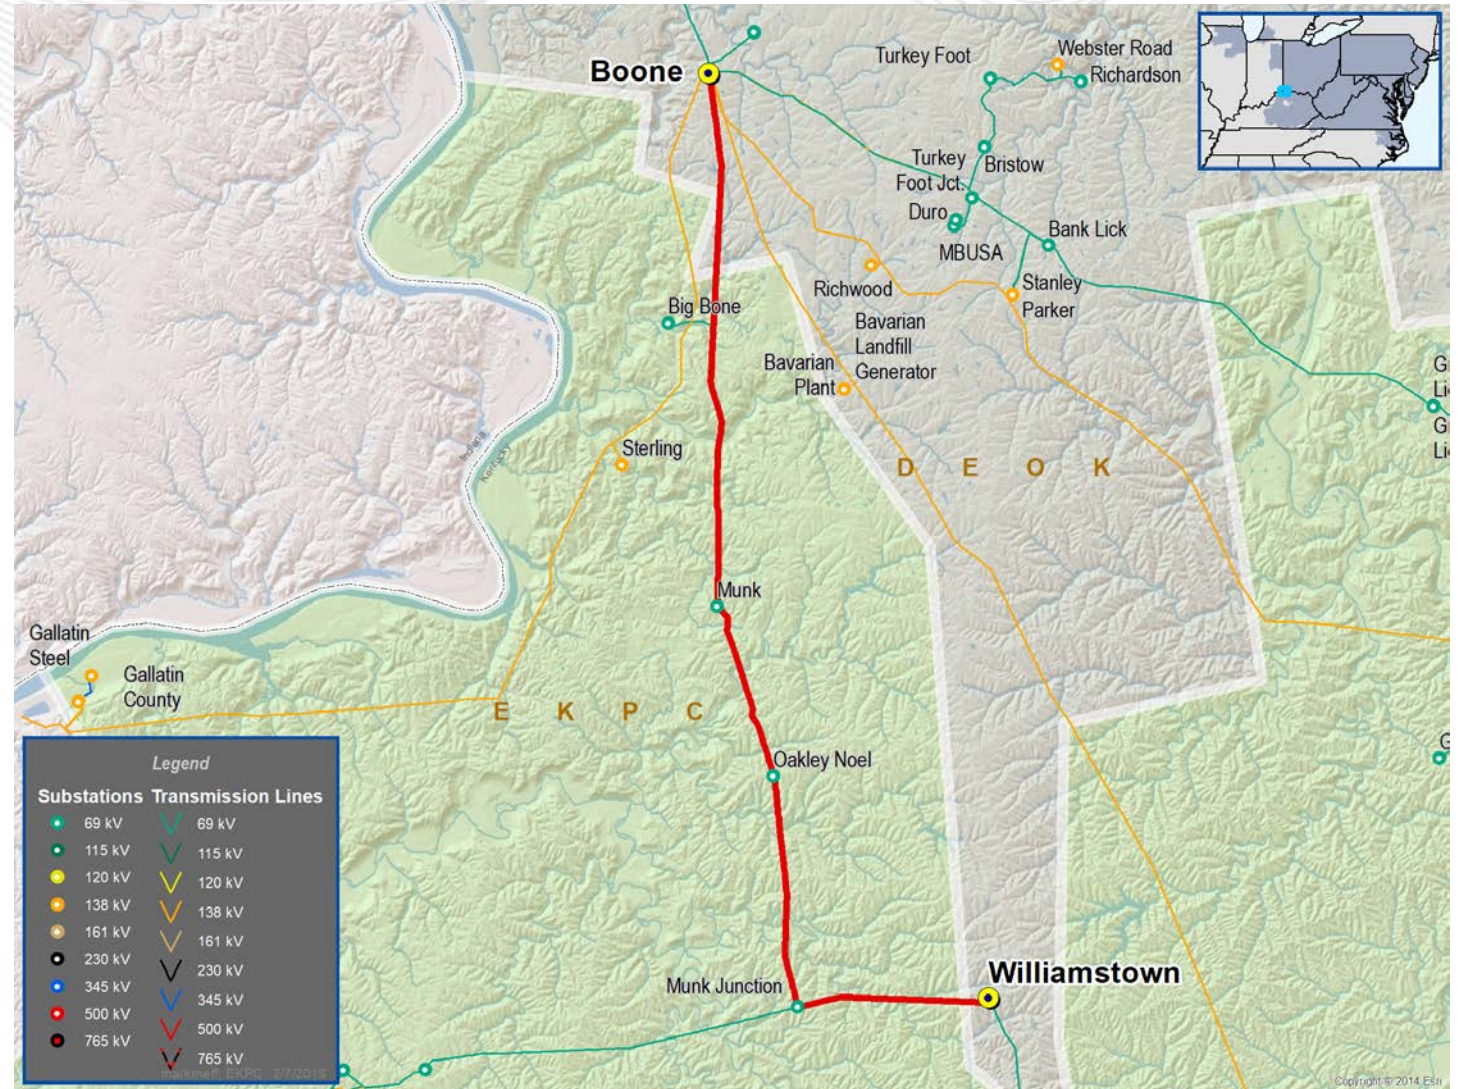 Boone
Turkey Foot
Webster Road
Richardson
Turkey
Foot Jct.
Bristow
Duro
MBUSA
Bank Lick
Richwood
Stanley
Parker
Big Bone
Bavarian
Landfill
Generator
Bavarian
Plant
G
Li
G
Li
Indiana
Kentucky
Sterling
D E O K
Munk
Gallatin
Steel
Gallatin
County
E K P C
Oakley Noel
G
Munk Junction
Williamstown
Legend
Substations Transmission Lines
69 kV 69 kV
115 kV 115 kV
120 kV 120 kV
138 kV 138 kV
161 kV 161 kV
230 kV 230 kV
345 kV 345 kV
500 kV 500 kV
765 kV 765 kV
Copyright:© 2014 Esri